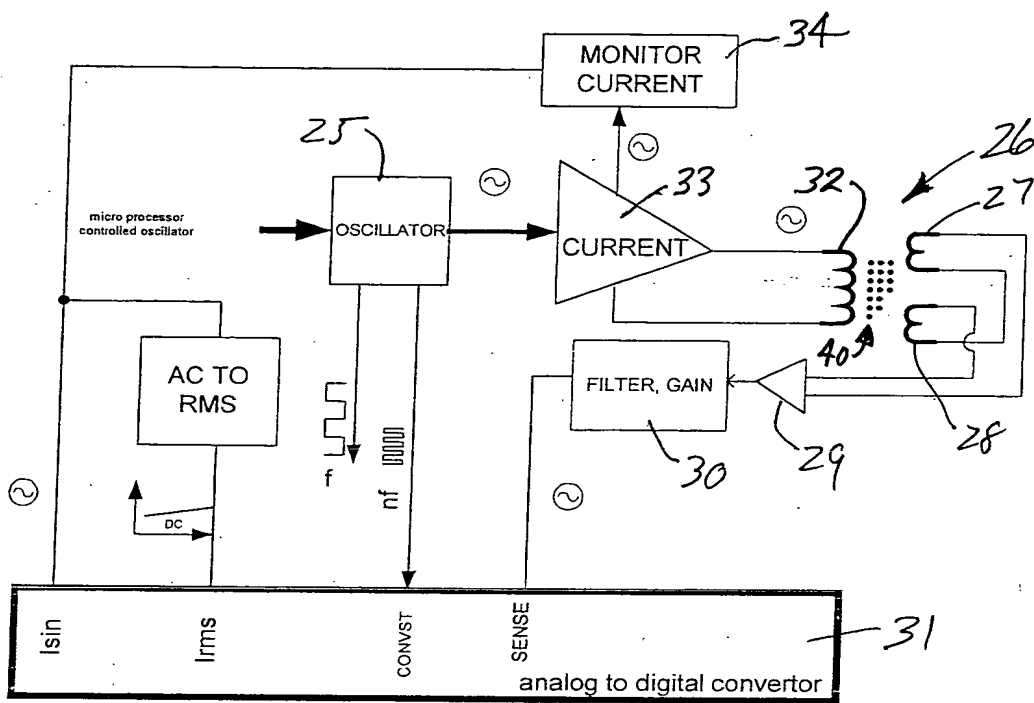 34
MONITOR
CURRENT
25
26
27
32
33
micro processor
controlled oscillator
OSCILLATOR
CURRENT
40
AC TO
RMS
FILTER, GAIN
28
29
30
f
nf
DC
Isin
Irms
CONVST
SENSE
31
analog to digital convertor